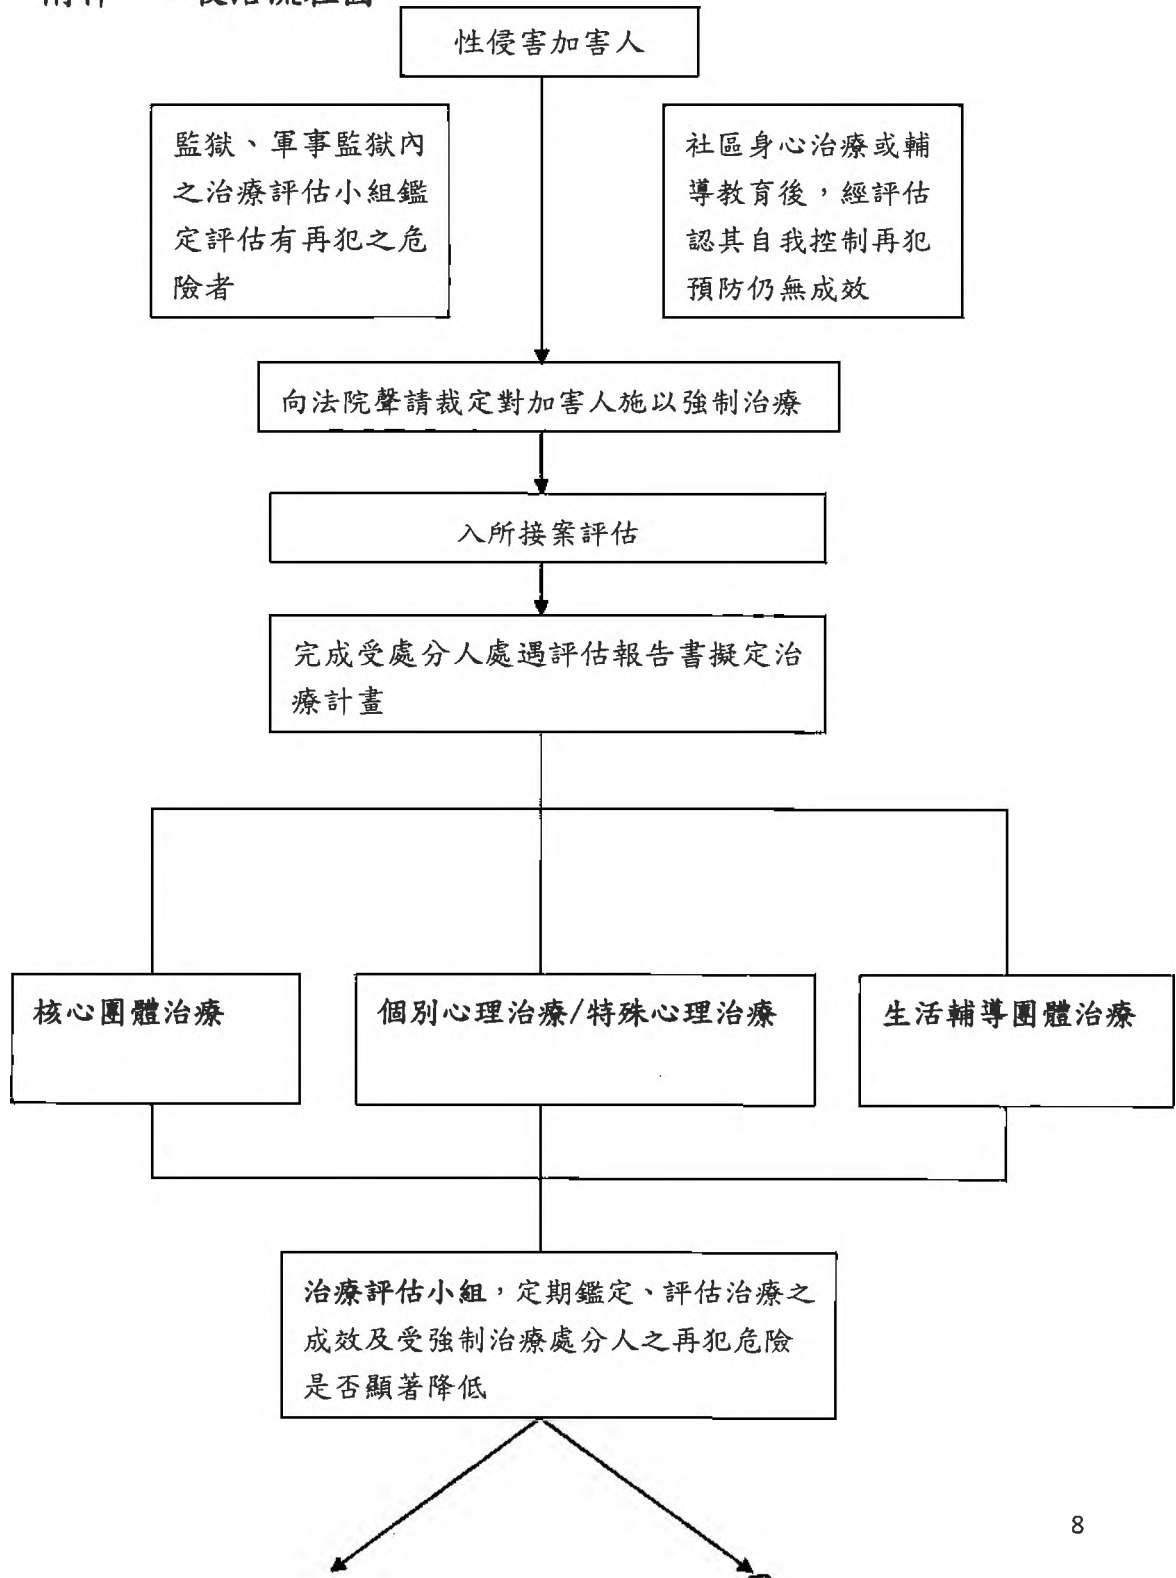 性侵害加害人
監獄、軍事監獄內
之治療評估小組鑑
定評估有再犯之危
險者
社區身心治療或輔
導教育後，經評估
認其自我控制再犯
預防仍無成效
向法院聲請裁定對加害人施以強制治療
入所接案評估
完成受處分人處遇評估報告書擬定治
療計畫
核心團體治療
個別心理治療/特殊心理治療
生活輔導團體治療
治療評估小組，定期鑑定、評估治療之
成效及受強制治療處分人之再犯危險
是否顯著降低
8